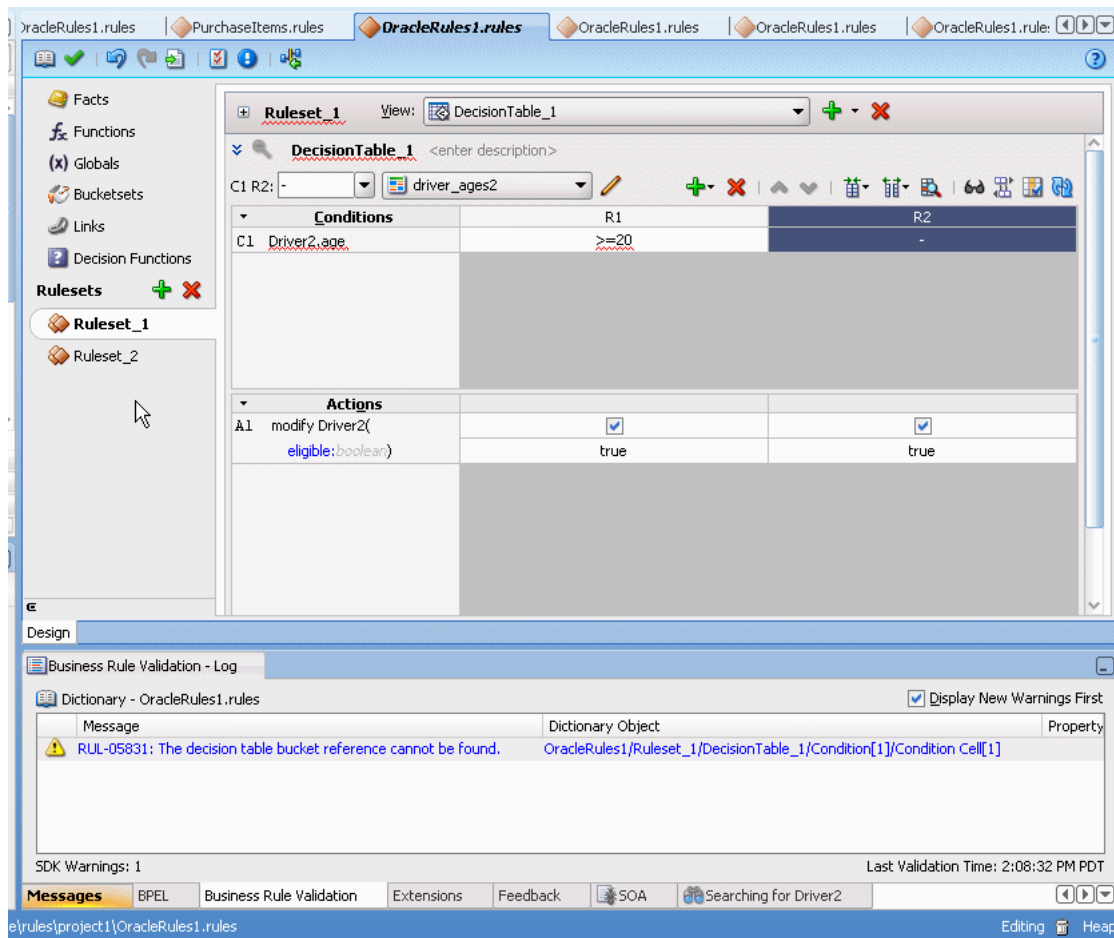 OracleRules1.rules PurchaseItems.rules OracleRules1.rules OracleRules1.rules OracleRules1.rules OracleRules1.rule:
Facts
Functions
(x) Globals
Bucketsets
Links
Decision Functions
Rulesets
Ruleset_1
Ruleset_2
Ruleset_1 View: DecisionTable_1
DecisionTable_1 <enter description>
C1 R2: - driver_ages2
Conditions R1 R2
C1 Driver2.age >=20 -
Actions
A1 modify Driver2(
eligible:boolean) true true
Design
Business Rule Validation - Log
Dictionary - OracleRules1.rules Display New Warnings First
Message Dictionary Object Property
RUL-05831: The decision table bucket reference cannot be found. OracleRules1/Ruleset_1/DecisionTable_1/Condition[1]/Condition Cell[1]
SDK Warnings: 1 Last Validation Time: 2:08:32 PM PDT
Messages BPEL Business Rule Validation Extensions Feedback SOA Searching for Driver2
e\rules\project1\OracleRules1.rules Editing Heap